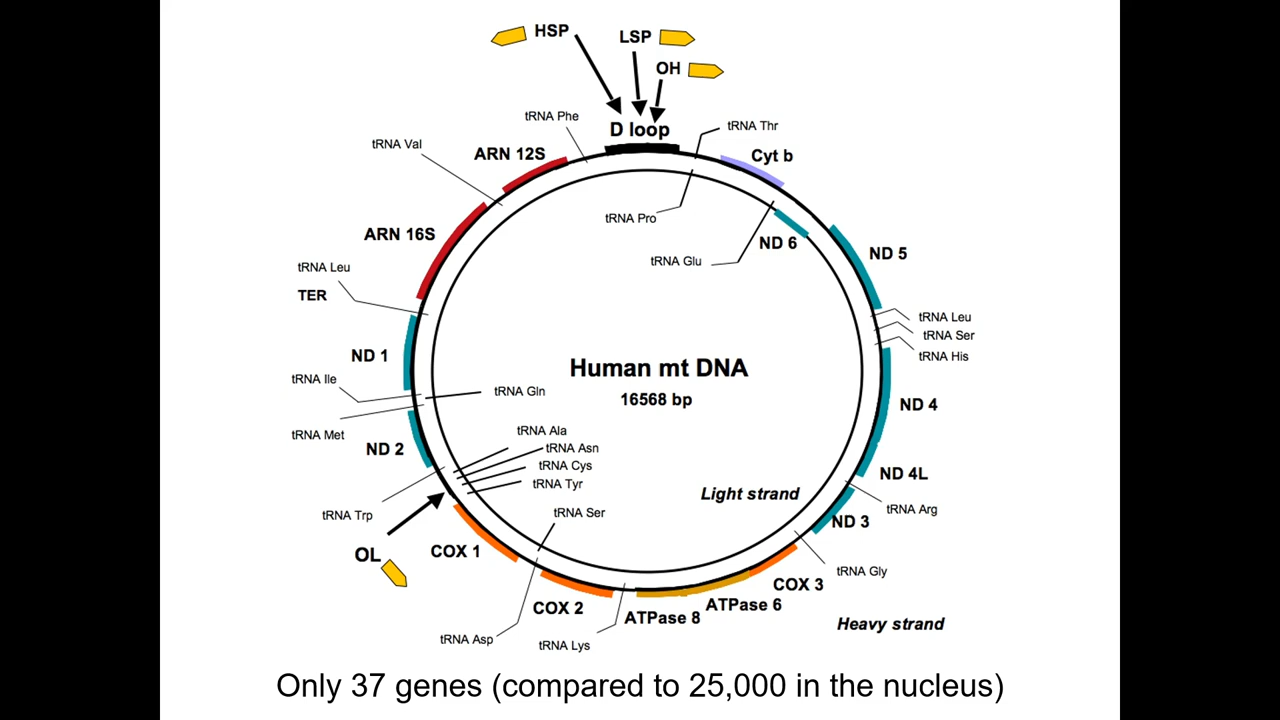 HSP
LSP
OH
D loop
tRNA Phe
tRNA Thr
tRNA Val
ARN 12S
Cyt b
tRNA Pro
ARN 16S
ND 6
ND 5
tRNA Glu
tRNA Leu
TER
tRNA Leu
tRNA Ser
tRNA His
ND 1
Human mt DNA
16568 bp
tRNA Ile
tRNA Gln
ND 4
tRNA Met
tRNA Ala
ND 2
tRNA Asn
tRNA Cys
tRNA Tyr
ND 4L
Light strand
tRNA Trp
tRNA Ser
tRNA Arg
ND 3
OL
COX 1
tRNA Gly
COX 3
COX 2
ATPase 6
ATPase 8
Heavy strand
tRNA Asp
tRNA Lys
Only 37 genes (compared to 25,000 in the nucleus)